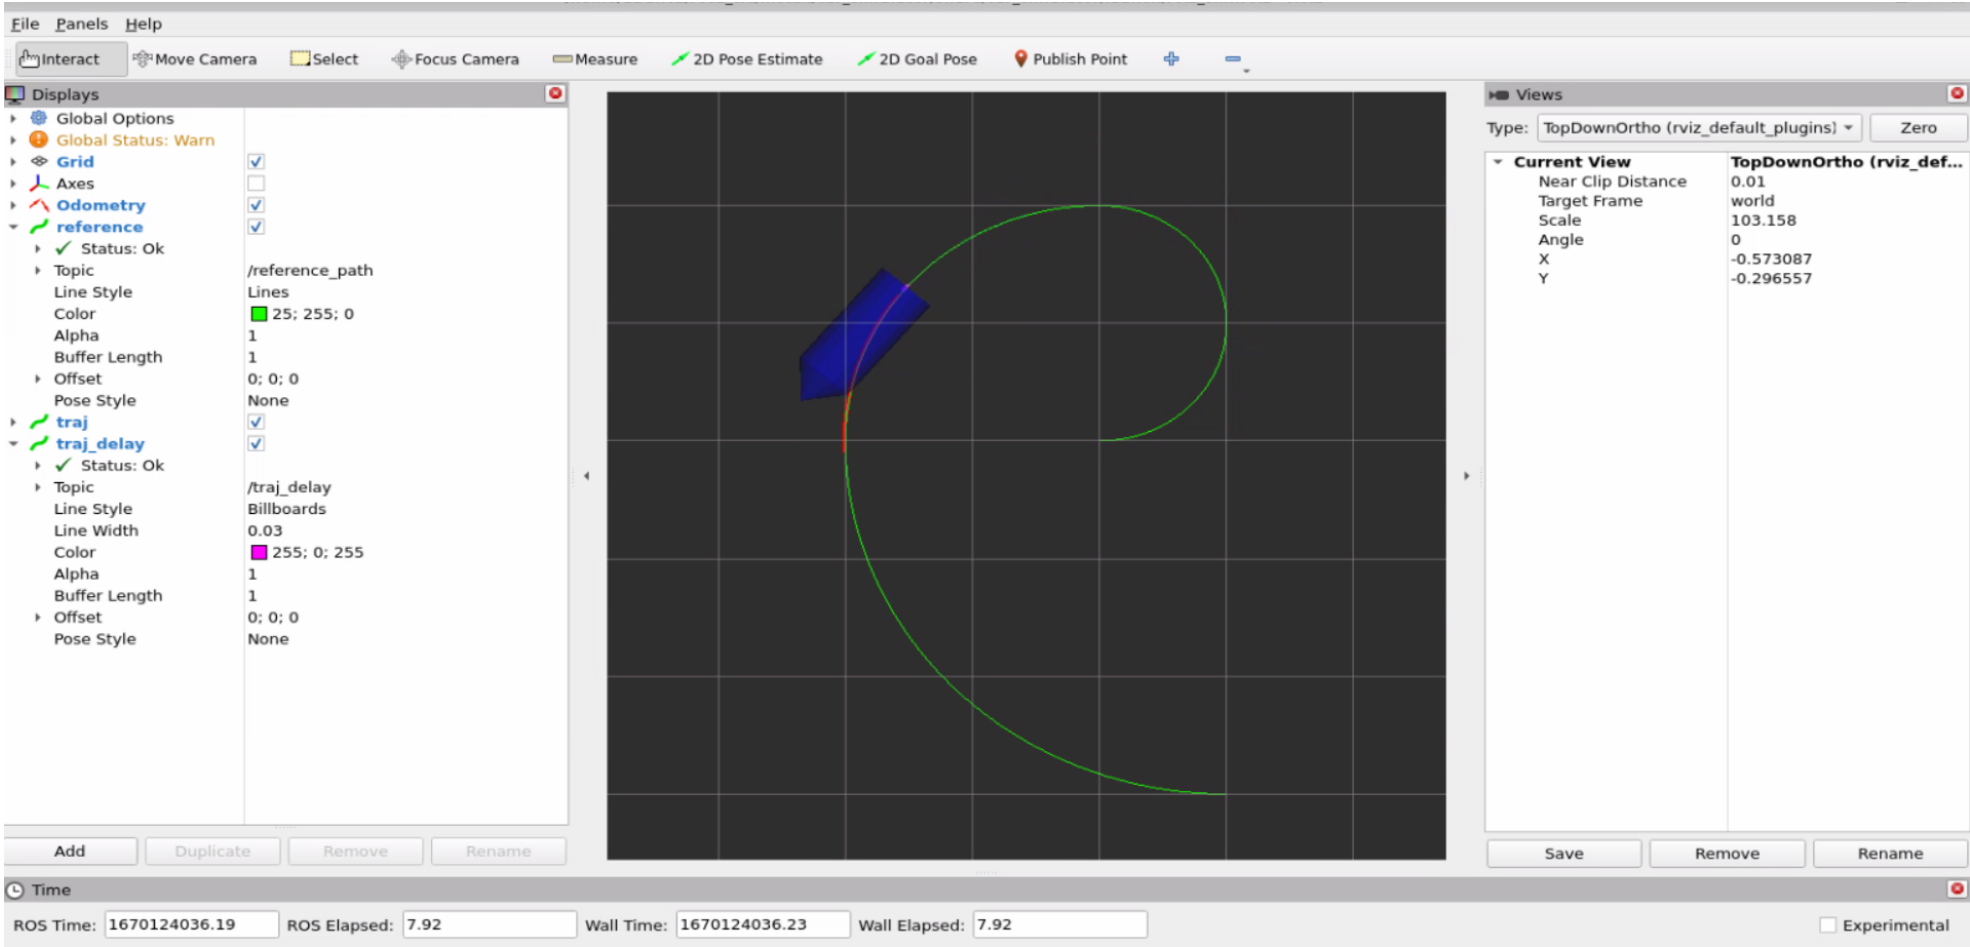 File Panels Help
Interact Move Camera Select Focus Camera Measure 2D Pose Estimate 2D Goal Pose Publish Point
Displays
Global Options
Global Status: Warn
Grid
Axes
Odometry
reference
Status: Ok
Topic /reference_path
Line Style Lines
Color 25; 255; 0
Alpha 1
Buffer Length 1
Offset 0; 0; 0
Pose Style None
traj
traj_delay
Status: Ok
Topic /traj_delay
Line Style Billboards
Line Width 0.03
Color 255; 0; 255
Alpha 1
Buffer Length 1
Offset 0; 0; 0
Pose Style None
Add Duplicate Remove Rename
Views
Type: TopDownOrtho (rviz_default_plugins) Zero
Current View TopDownOrtho (rviz_def...
Near Clip Distance 0.01
Target Frame world
Scale 103.158
Angle 0
X -0.573087
Y -0.296557
Save Remove Rename
Time
ROS Time: 1670124036.19 ROS Elapsed: 7.92 Wall Time: 1670124036.23 Wall Elapsed: 7.92 Experimental